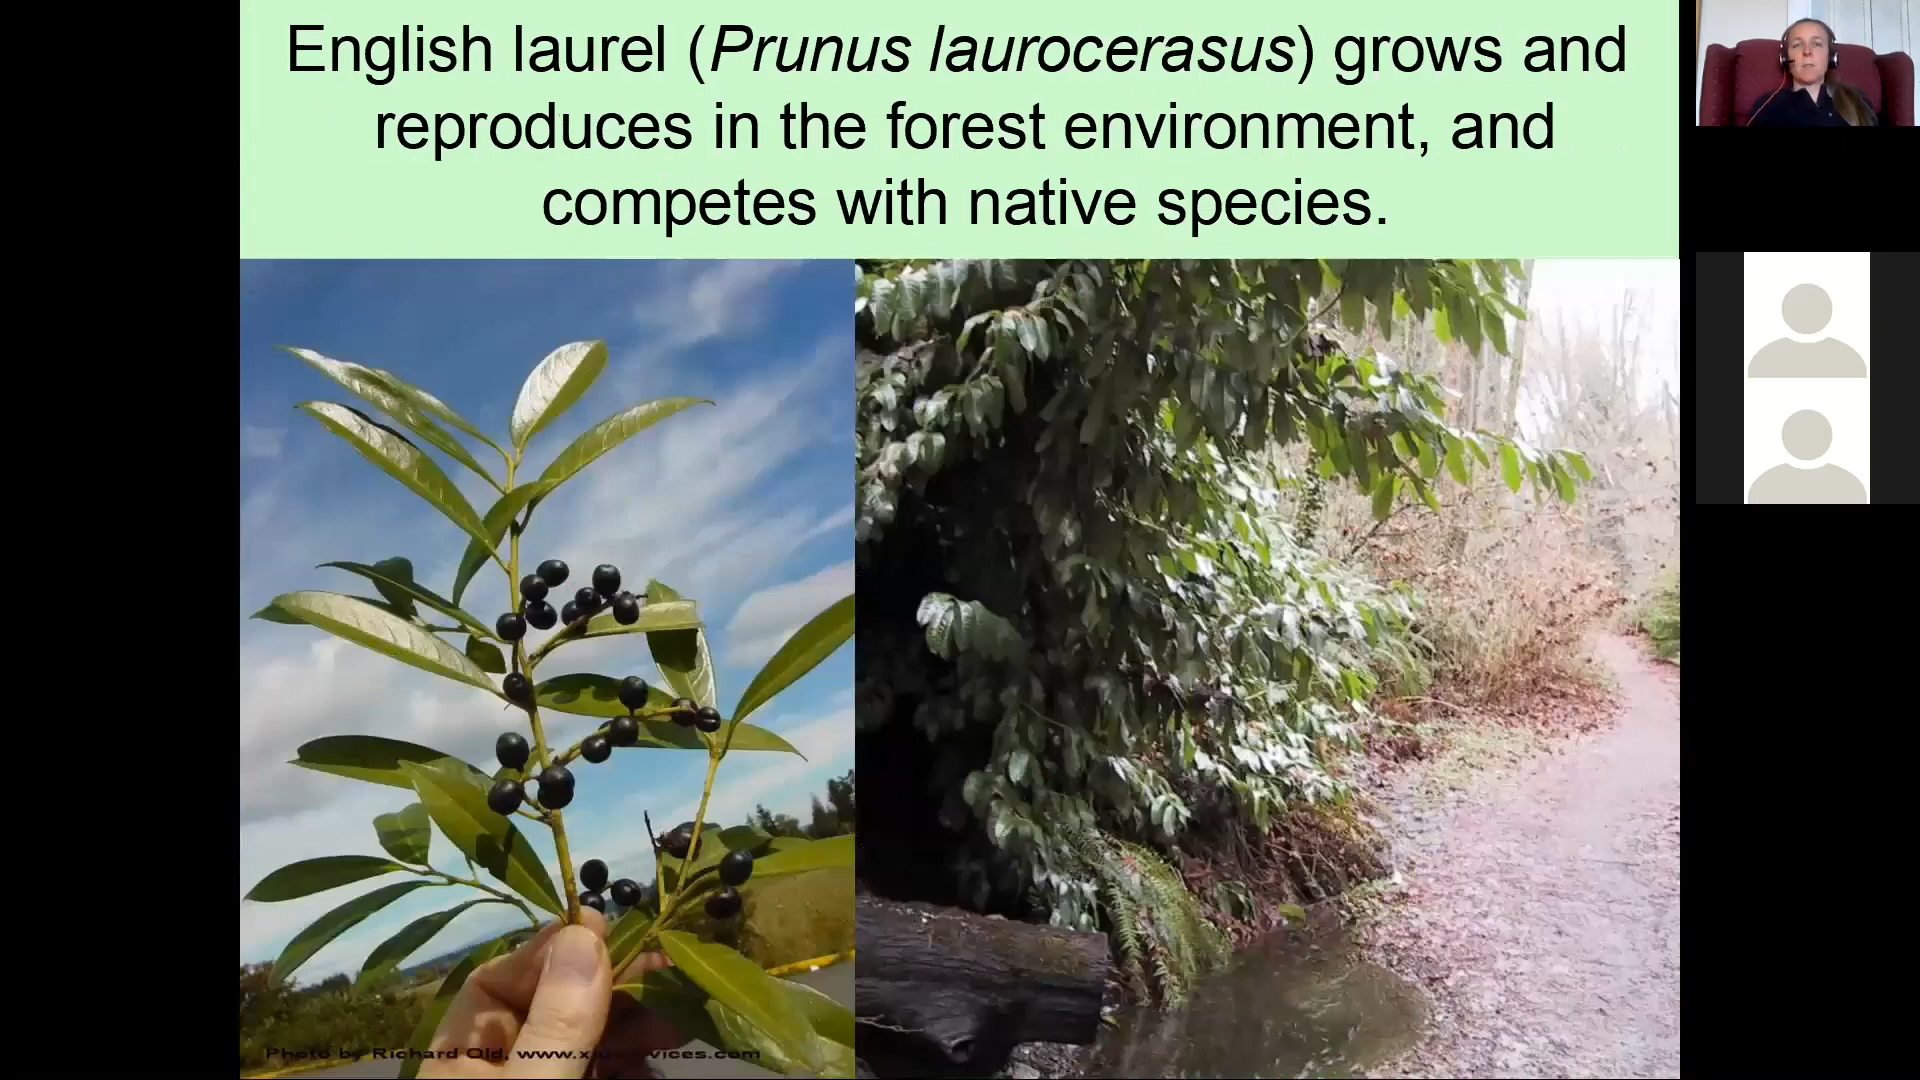 English laurel (Prunus laurocerasus) grows and
reproduces in the forest environment, and
competes with native species.
Photo by Richard Old, www.x
vices.com